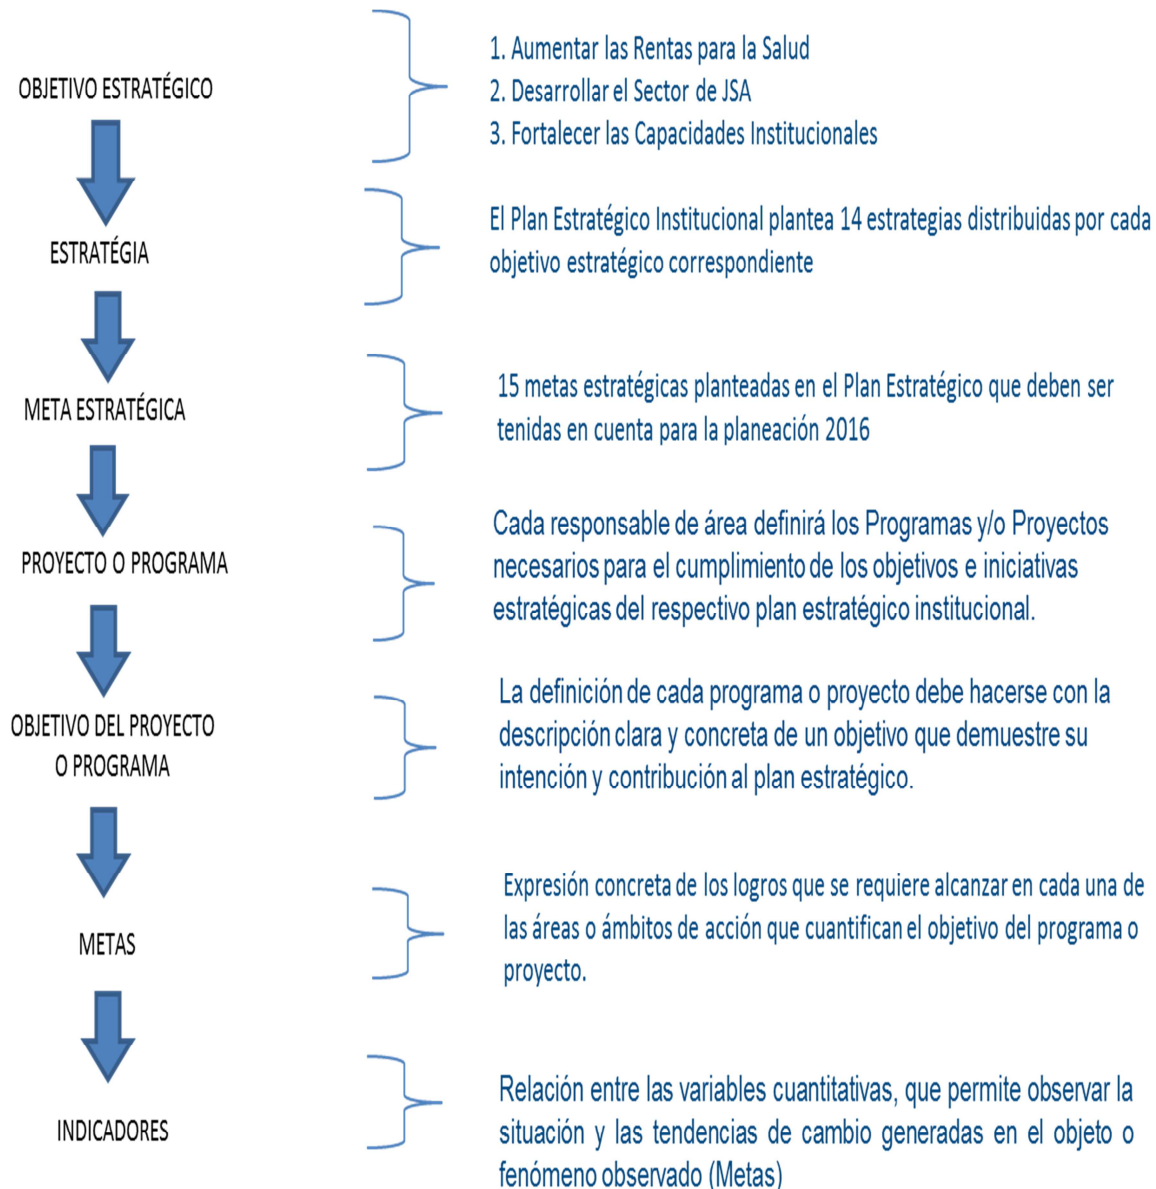 OBJETIVO ESTRATÉGICO
1. Aumentar las Rentas para la Salud
2. Desarrollar el Sector de JSA
3. Fortalecer las Capacidades Institucionales
ESTRATÉGIA
El Plan Estratégico Institucional plantea 14 estrategias distribuidas por cada
objetivo estratégico correspondiente
META ESTRATÉGICA
15 metas estratégicas planteadas en el Plan Estratégico que deben ser
tenidas en cuenta para la planeación 2016
PROYECTO O PROGRAMA
Cada responsable de área definirá los Programas y/o Proyectos
necesarios para el cumplimiento de los objetivos e iniciativas
estratégicas del respectivo plan estratégico institucional.
OBJETIVO DEL PROYECTO
O PROGRAMA
La definición de cada programa o proyecto debe hacerse con la
descripción clara y concreta de un objetivo que demuestre su
intención y contribución al plan estratégico.
METAS
Expresión concreta de los logros que se requiere alcanzar en cada una de
las áreas o ámbitos de acción que cuantifican el objetivo del programa o
proyecto.
INDICADORES
Relación entre las variables cuantitativas, que permite observar la
situación y las tendencias de cambio generadas en el objeto o
fenómeno observado (Metas)